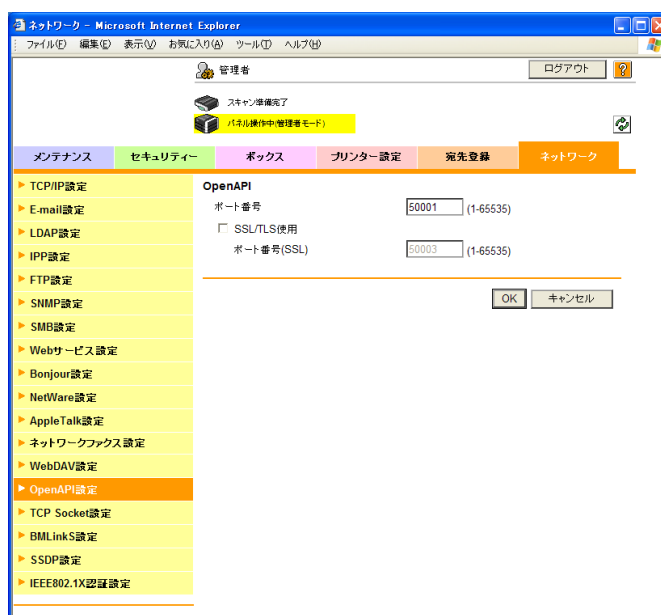 ネットワーク - Microsoft Internet Explorer
ファイル(F) 編集(E) 表示(V) お気に入り(A) ツール(T) ヘルプ(H)
管理者 ログアウト ?
スキャン準備完了
パネル操作中(管理者モード)
メンテナンス セキュリティー ボックス プリンター設定 宛先登録 ネットワーク
TCP/IP設定
E-mail設定
LDAP設定
IPP設定
FTP設定
SNMP設定
SMB設定
Webサービス設定
Bonjour設定
NetWare設定
AppleTalk設定
ネットワークファクス設定
WebDAV設定
OpenAPI設定
TCP Socket設定
BMLinkS設定
SSDP設定
IEEE802.1X認証設定
OpenAPI
ポート番号 50001 (1-65535)
SSL/TLS使用
ポート番号(SSL) 50003 (1-65535)
OK キャンセル